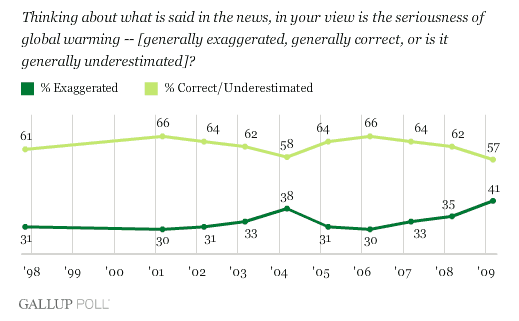 Thinking about what is said in the news, in your view is the seriousness of
global warming -- [generally exaggerated, generally correct, or is it
generally underestimated]?
% Exaggerated % Correct/Underestimated
61 66 64 62 58 64 66 64 62 57
31 30 31 33 38 31 30 33 35 41
'98 '99 '00 '01 '02 '03 '04 '05 '06 '07 '08 '09
GALLUP POLL